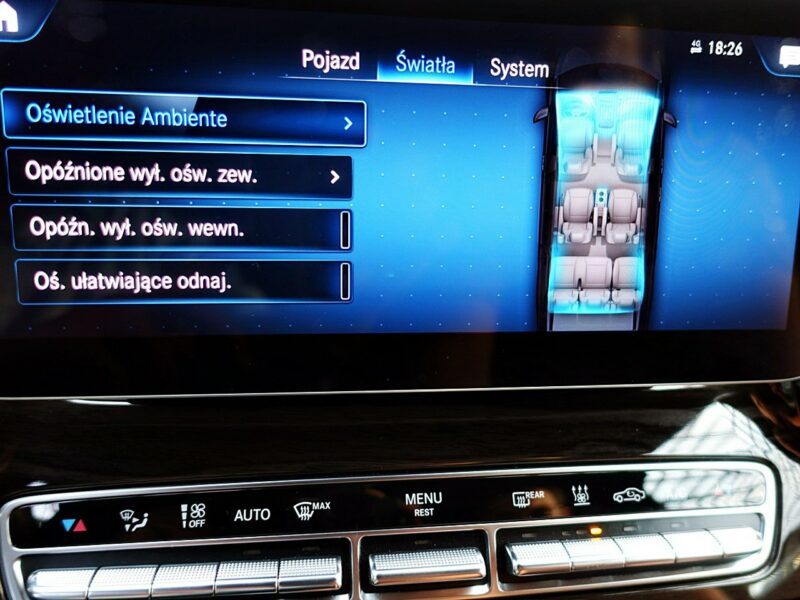 Pojazd Światła System
4G 18:26
Oświetlenie Ambiente
Opóźnione wył. ośw. zew.
Opóźn. wył. ośw. wewn.
Oś. ułatwiające odnaj.
OFF AUTO MAX MENU REAR
REST